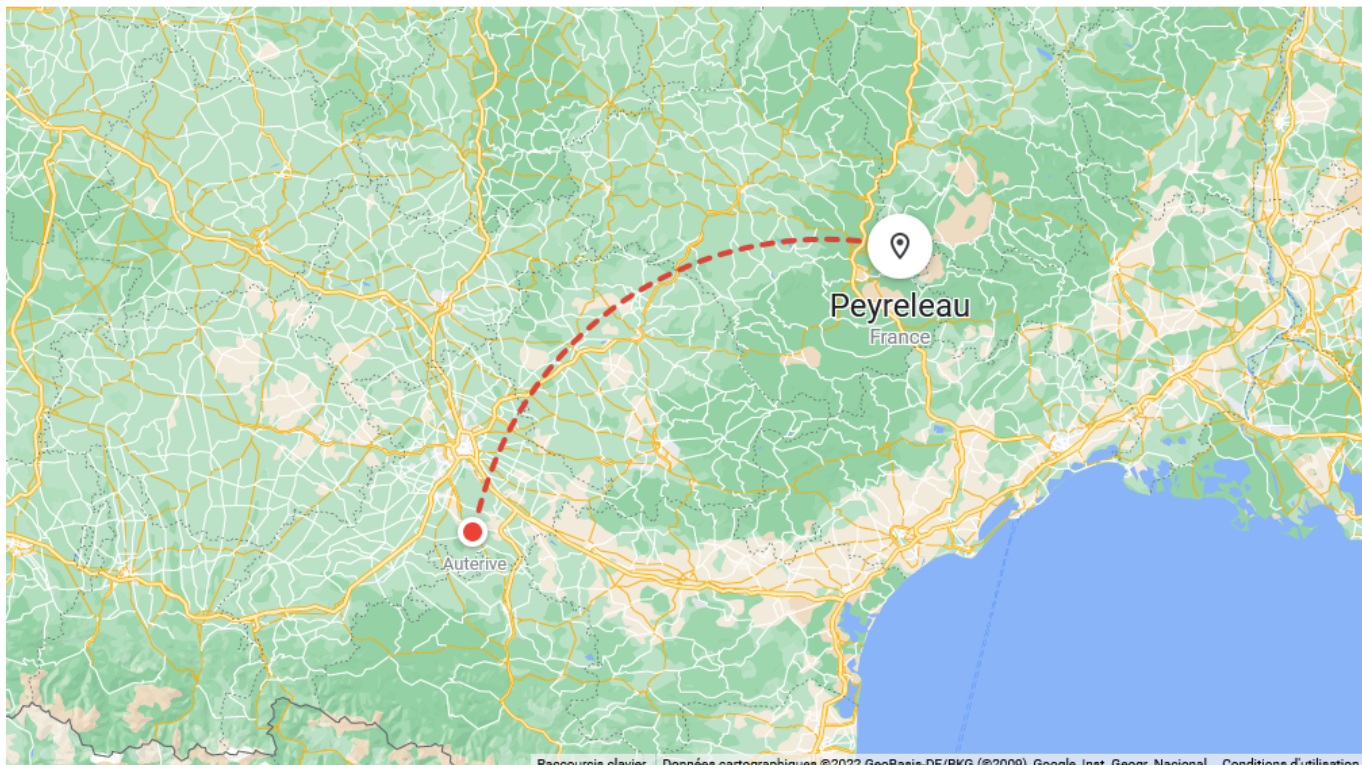 Peyreleau
France
Auterive
Raccourcis clavier Données cartographiques ©2022 GeoBasis-DE/BKG (©2009), Google, Inst. Geogr. Nacional Conditions d'utilisation